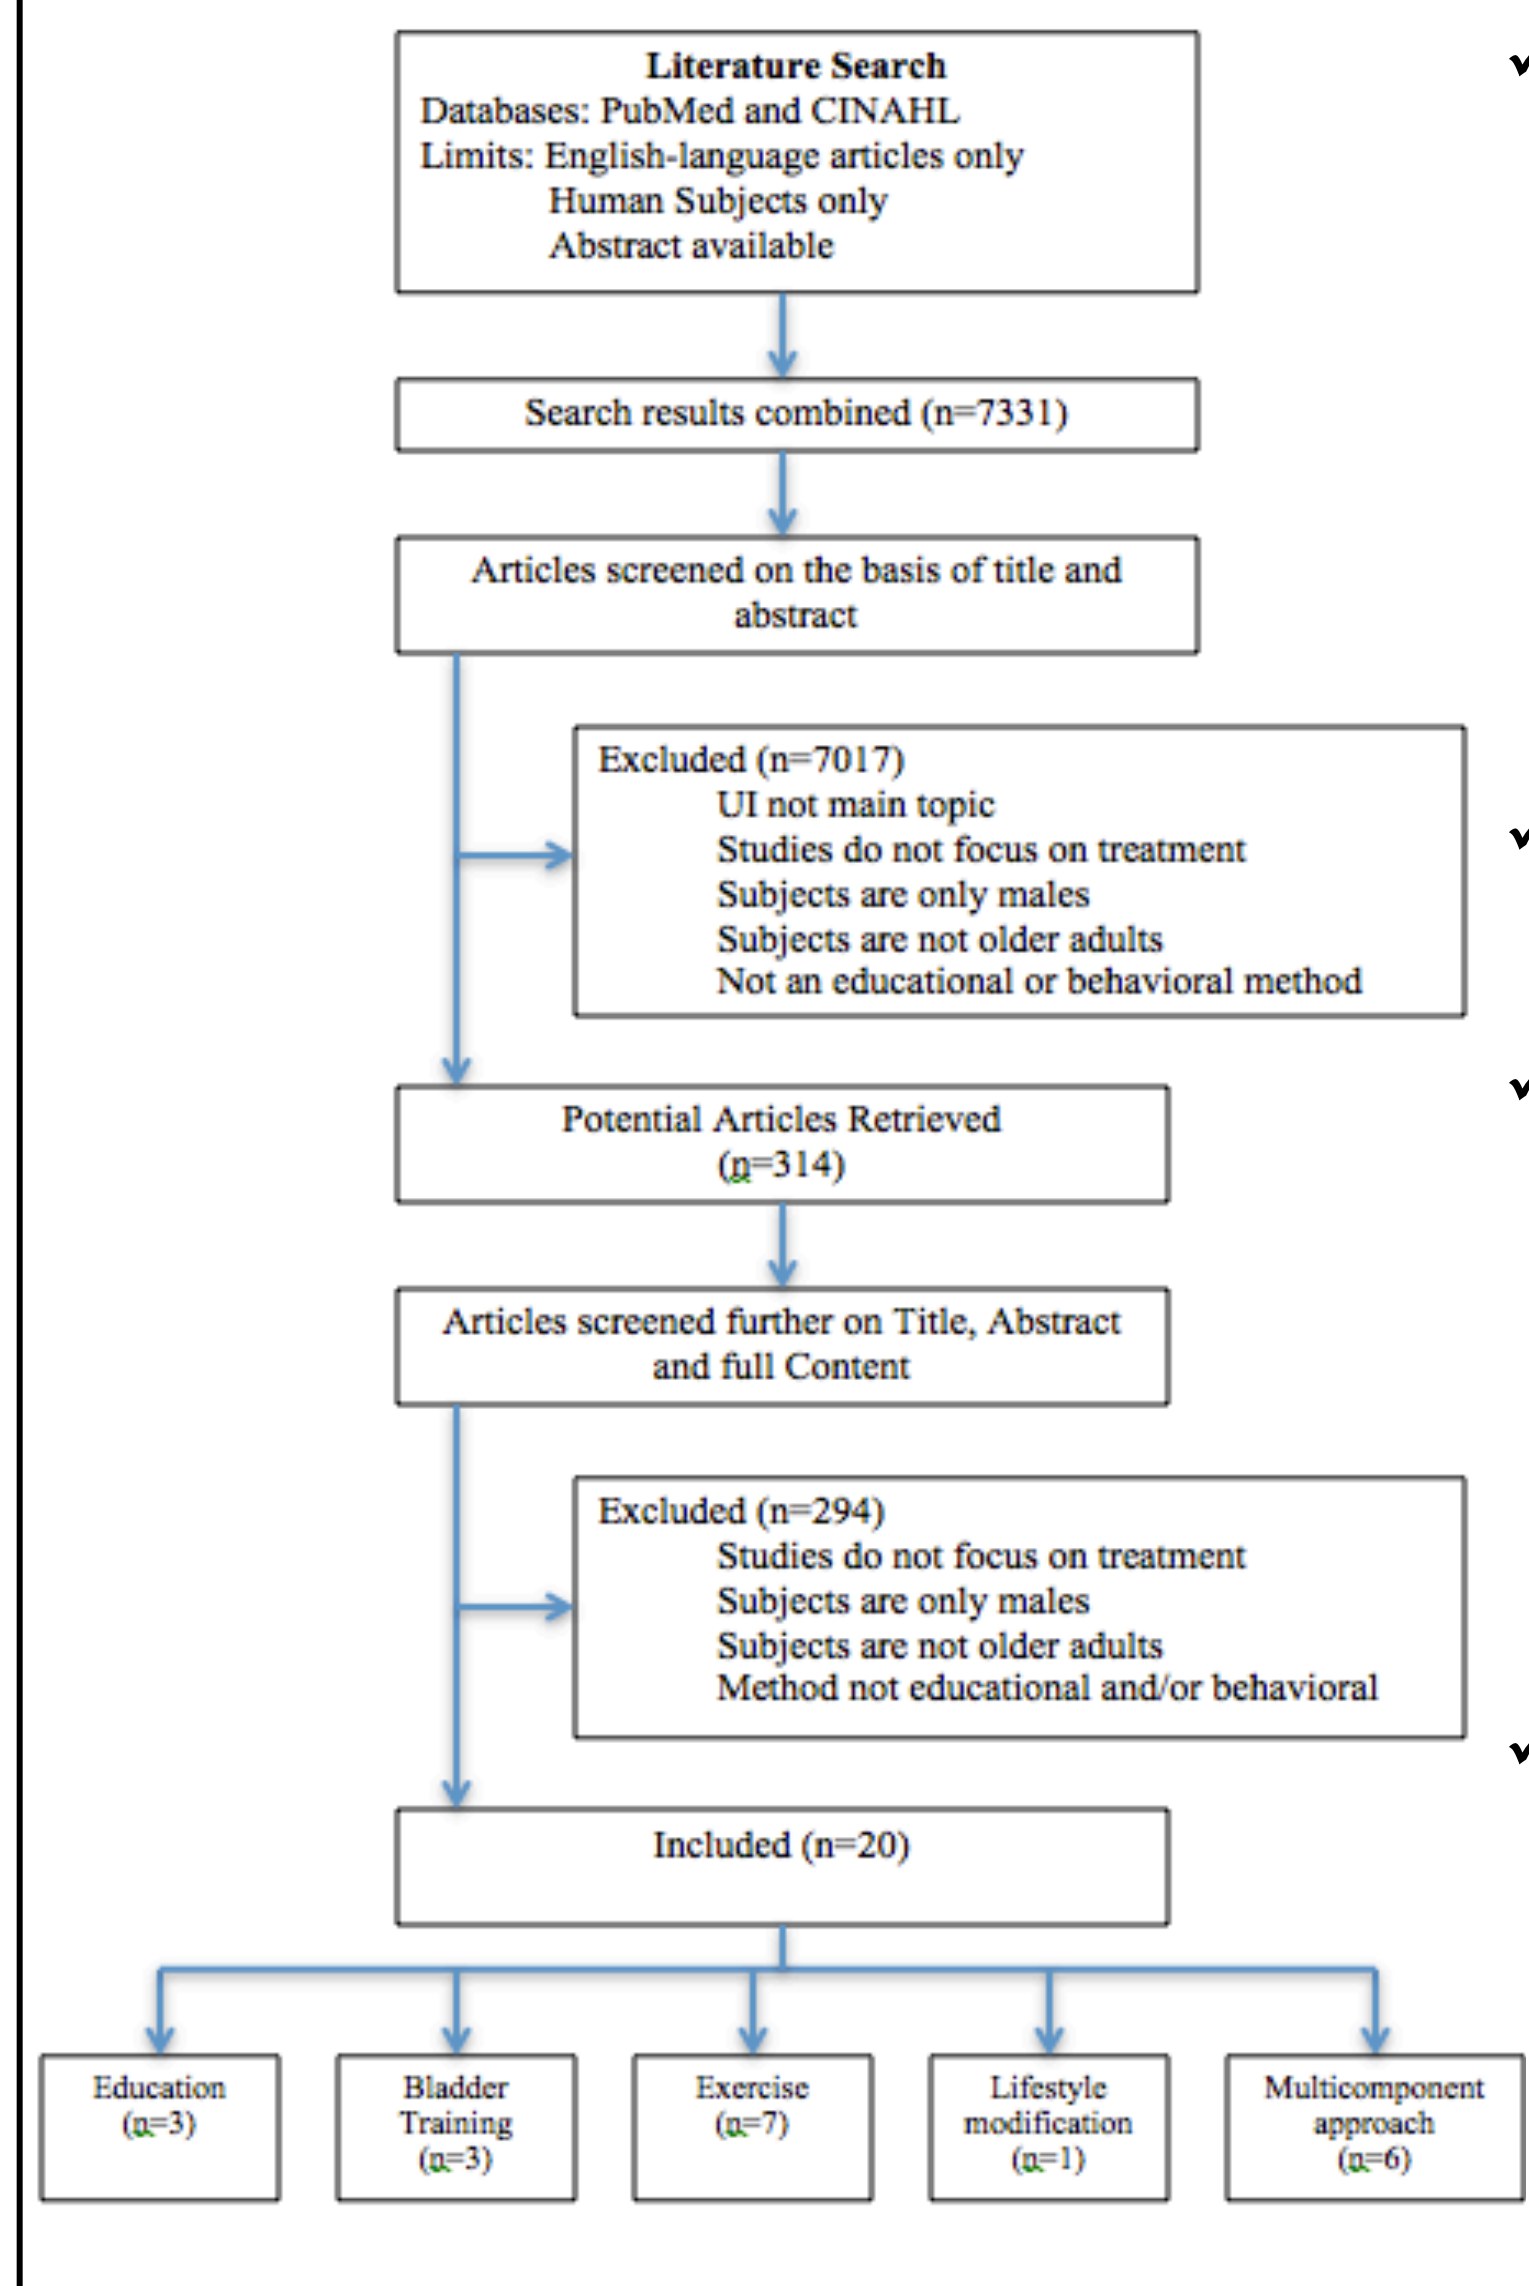 Literature Search
Databases: PubMed and CINAHL
Limits: English-language articles only
Human Subjects only
Abstract available
Search results combined (n=7331)
Articles screened on the basis of title and
abstract
Excluded (n=7017)
UI not main topic
Studies do not focus on treatment
Subjects are only males
Subjects are not older adults
Not an educational or behavioral method
Potential Articles Retrieved
(n=314)
Articles screened further on Title, Abstract
and full Content
Excluded (n=294)
Studies do not focus on treatment
Subjects are only males
Subjects are not older adults
Method not educational and/or behavioral
Included (n=20)
Education
(n=3)
Bladder
Training
(n=3)
Exercise
(n=7)
Lifestyle
modification
(n=1)
Multicomponent
approach
(n=6)